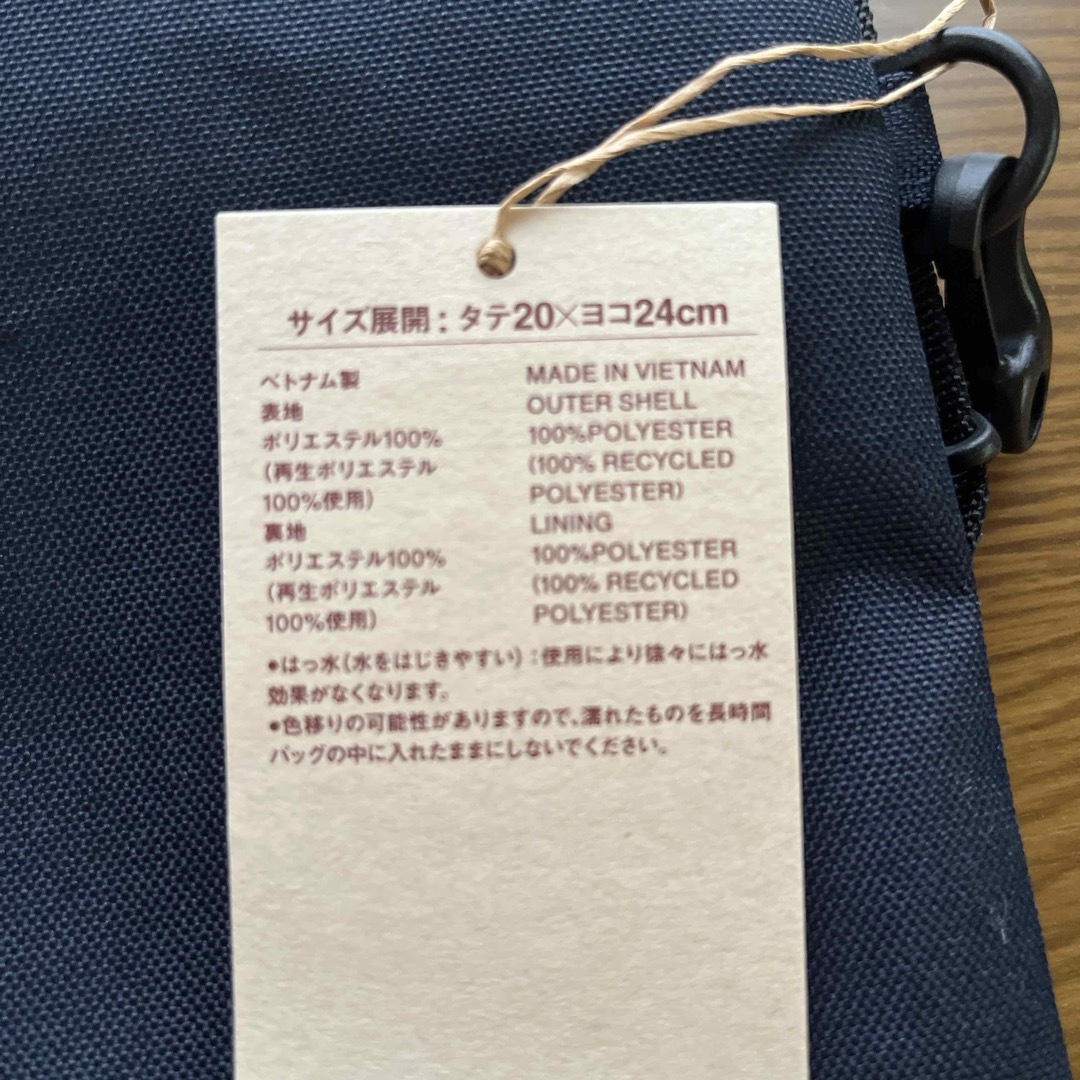 サイズ展開：タテ20×ヨコ24cm
ベトナム製
表地
ポリエステル100%
（再生ポリエステル
100%使用）
裏地
ポリエステル100%
（再生ポリエステル
100%使用）
MADE IN VIETNAM
OUTER SHELL
100%POLYESTER
(100% RECYCLED
POLYESTER)
LINING
100%POLYESTER
(100% RECYCLED
POLYESTER)
●はっ水（水をはじきやすい）：使用により徐々にはっ水
効果がなくなります。
●色移りの可能性がありますので、濡れたものを長時間
バッグの中に入れたままにしないでください。